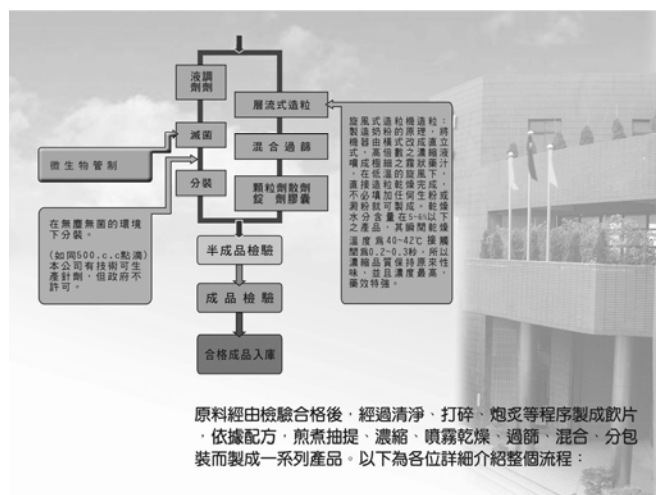 液調
劑劑
滅菌
分裝
微生物管制
在無塵無菌的環境
下分裝。
(如同500.c.c點滴)
本公司有技術可生
產針劑,但政府不
許可。
層流式造粒
混合過篩
顆粒劑散劑
錠 劑膠囊
旋風式造粒機造粒:
製造奶粉的原理,將
機器由橫式改成直立
式,高倍數之濃縮液
噴成極細之霧狀藥汁
,在低溫的旋風下,
直接造粒乾燥完成,
不必填加任何生粉或
澱粉就可製成。乾燥
水分含量在5~6%以下
之產品,其瞬間乾燥
溫度為40~42℃接觸
間為0.2~0.3秒,所以
濃縮品質保持原來性
味,並且濃度最高,
藥效特強。
半成品檢驗
成品檢驗
合格成品入庫
原料經由檢驗合格後,經過清淨、打碎、炮炙等程序製成飲片
,依據配方,煎煮抽提、濃縮、噴霧乾燥、過篩、混合、分包
裝而製成一系列產品。以下為各位詳細介紹整個流程: